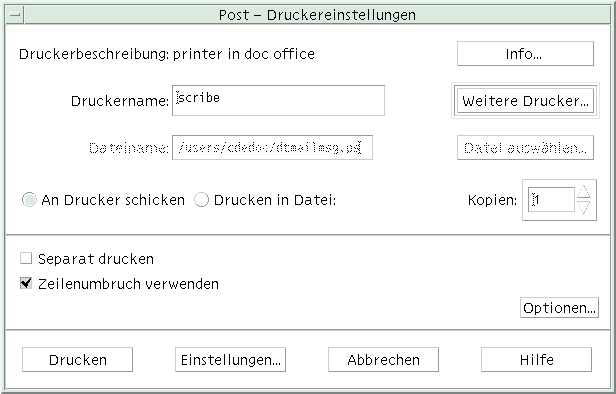 Post – Druckereinstellungen
Druckerbeschreibung: printer in doc office
Info...
Druckername:
scribe
Weitere Drucker...
Dateiname:
/users/cdedoc/dtmailmsg.ps
Datei auswählen...
An Drucker schicken
Drucken in Datei:
Kopien:
1
Separat drucken
Zeilenumbruch verwenden
Optionen...
Drucken
Einstellungen...
Abbrechen
Hilfe